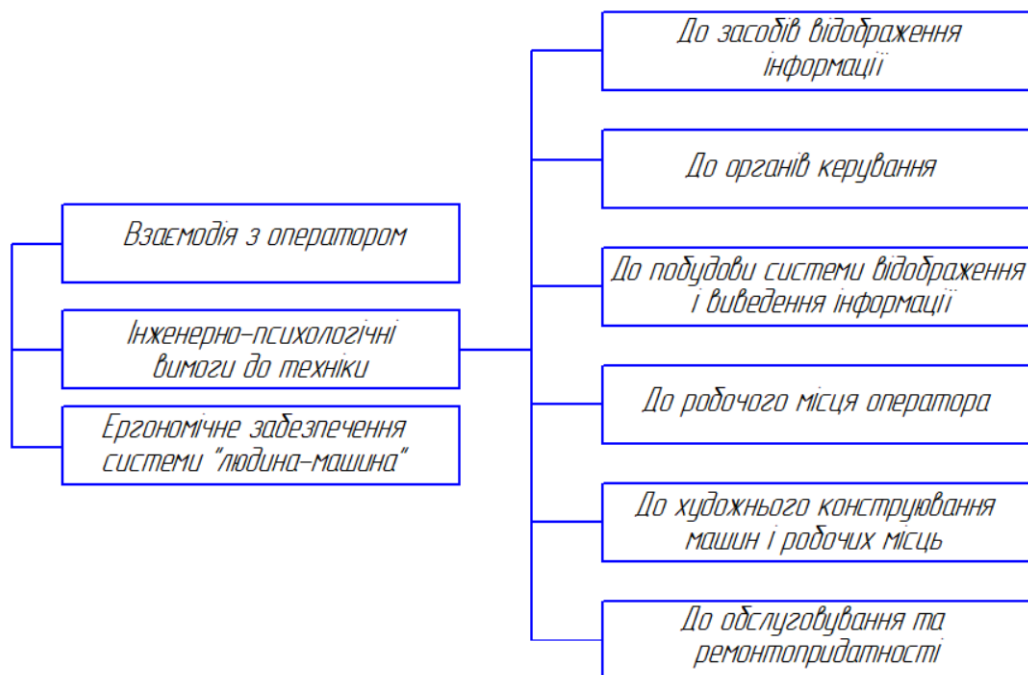 Взаємодія з оператором
Інженерно-психологічні
вимоги до техніки
Ергономічне забезпечення
системи "людина-машина"
До засобів відображення
інформації
До органів керування
До побудови системи відображення
і виведення інформації
До робочого місця оператора
До художнього конструювання
машин і робочих місць
До обслуговування та
ремонтопридатності